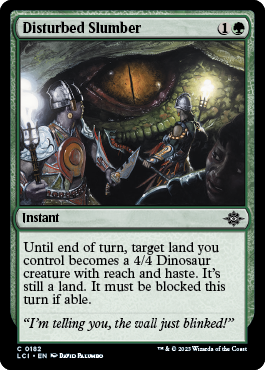 Disturbed Slumber 1
Instant
Until end of turn, target land you
control becomes a 4/4 Dinosaur
creature with reach and haste. It's
still a land. It must be blocked this
turn if able.
“I'm telling you, the wall just blinked!”
C 0182
LCI • EN DAVID PALUMBO
™ & © 2023 Wizards of the Coast